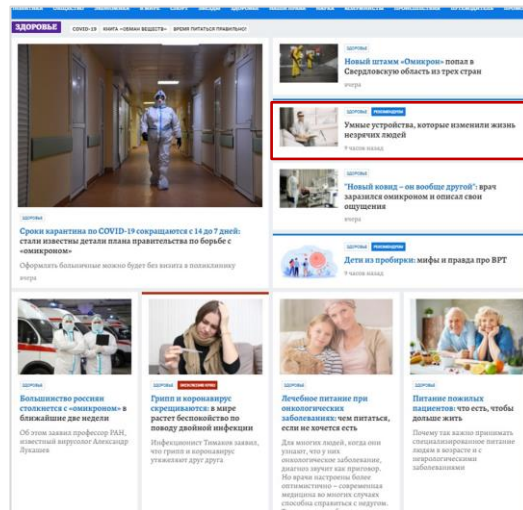 ЗДОРОВЬЕ
COVID-19 КНИГА «ОБМАН ВЕЩЕСТВ» ВРЕМЯ ПИТАТЬСЯ ПРАВИЛЬНО!
ЗДОРОВЬЕ
Сроки карантина по COVID-19 сокращаются с 14 до 7 дней:
стали известны детали плана правительства по борьбе с
«омикроном»
Оформлять больничные можно будет без визита в поликлинику
вчера
ЗДОРОВЬЕ
Новый штамм «Омикрон» попал в
Свердловскую область из трех стран
вчера
ЗДОРОВЬЕ РЕКОМЕНДУЕМ
Умные устройства, которые изменили жизнь
незрячих людей
9 часов назад
ЗДОРОВЬЕ
"Новый ковид – он вообще другой": врач
заразился омикроном и описал свои
ощущения
вчера
ЗДОРОВЬЕ РЕКОМЕНДУЕМ
Дети из пробирки: мифы и правда про ВРТ
9 часов назад
ЗДОРОВЬЕ
Большинство россиян
столкнется с «омикроном» в
ближайшие две недели
Об этом заявил профессор РАН,
известный вирусолог Александр
Лукашев
ЗДОРОВЬЕ ЭКСКЛЮЗИВ КП
Грипп и коронавирус
скрещиваются: в мире
растет беспокойство по
поводу двойной инфекции
Инфекционист Тимаков заявил,
что грипп и коронавирус
утяжеляют друг друга
ЗДОРОВЬЕ
Лечебное питание при
онкологических
заболеваниях: чем питаться,
если не хочется есть
Для многих людей, когда они
узнают, что у них
онкологическое заболевание,
диагноз звучит как приговор.
Но врачи настроены более
оптимистично – современная
медицина во многих случаях
способна справиться с недугом.
ЗДОРОВЬЕ
Питание пожилых
пациентов: что есть, чтобы
дольше жить
Почему так важно принимать
специализированное питание
людям в возрасте и с
неврологическими
заболеваниями